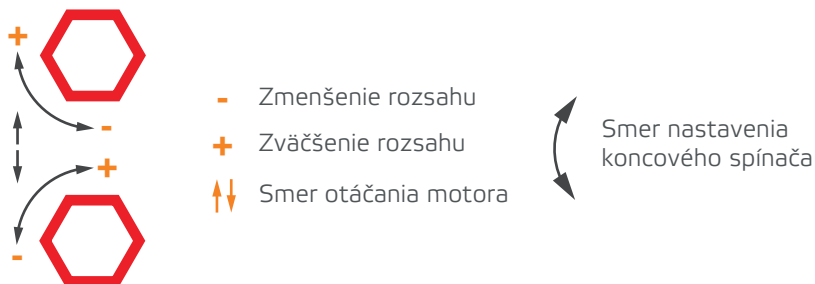 +
-
+
-
- Zmenšenie rozsahu
+ Zväčšenie rozsahu
Smer otáčania motora
Smer nastavenia
koncového spínača